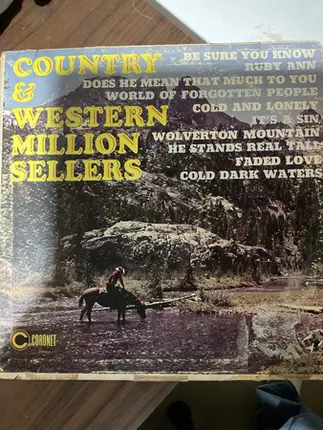 COUNTRY
&
WESTERN
MILLION
SELLERS
BE SURE YOU KNOW
RUBY ANN
DOES HE MEAN THAT MUCH TO YOU
WORLD OF FORGOTTEN PEOPLE
COLD AND LONELY
IT'S A SIN
WOLVERTON MOUNTAIN
HE STANDS REAL TALL
FADED LOVE
COLD DARK WATERS
C CORONET